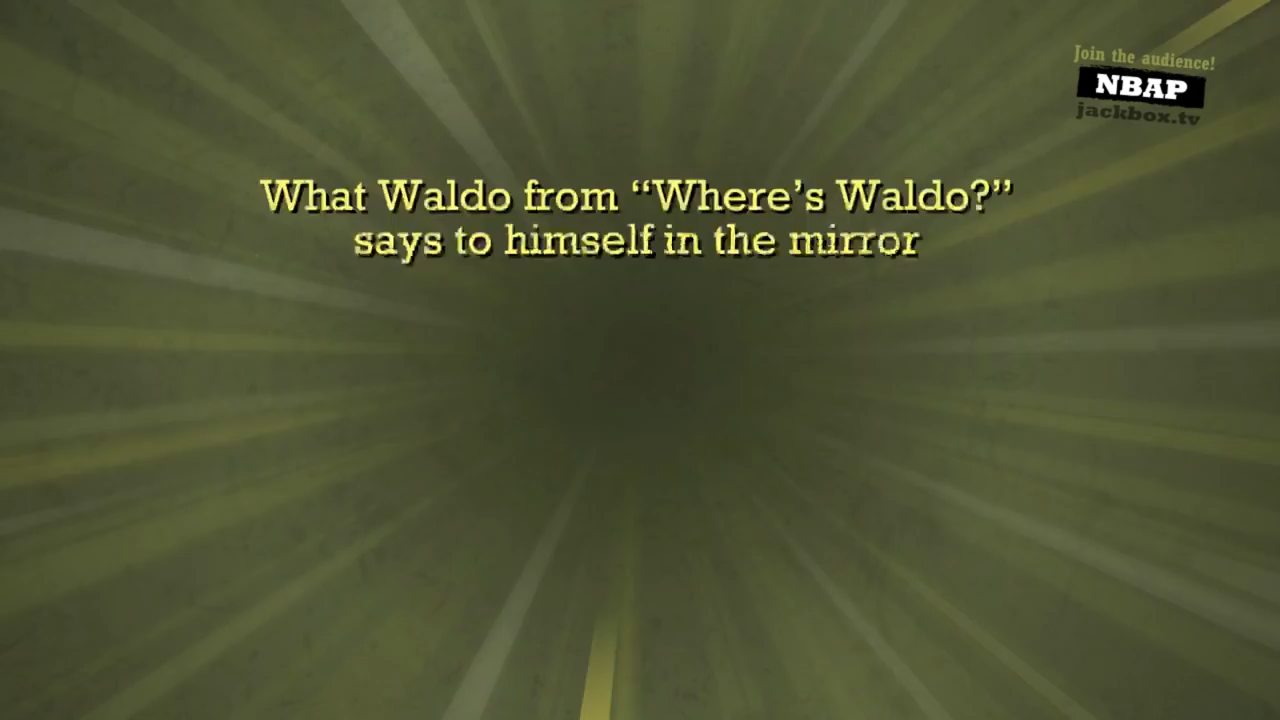 Join the audience!
NBAP
jackbox.tv
What Waldo from “Where’s Waldo?”
says to himself in the mirror